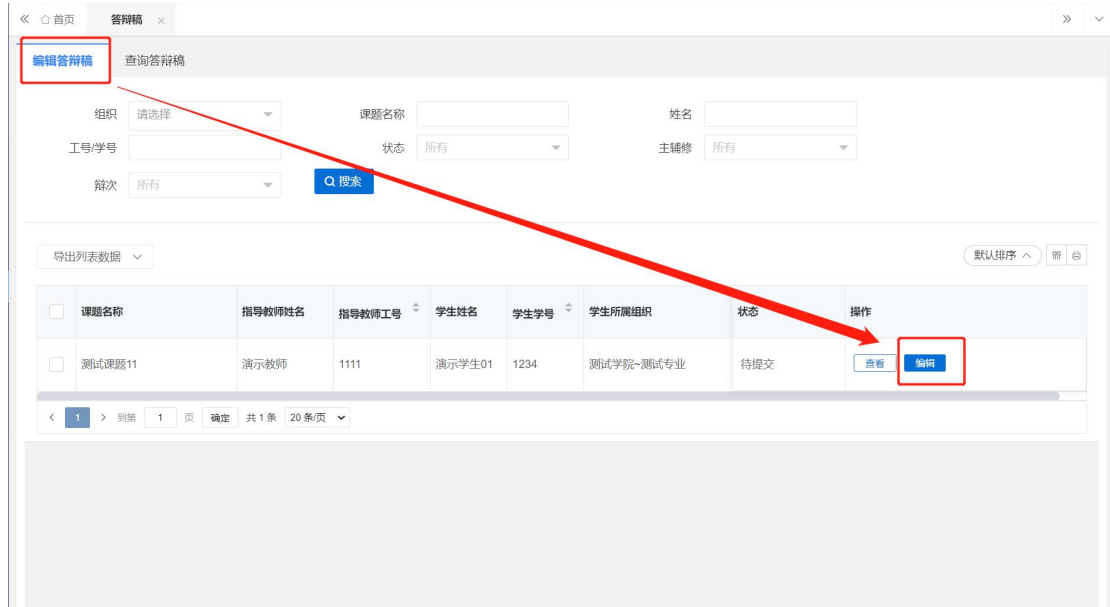 首页 答辩稿
编辑答辩稿 查询答辩稿
组织 请选择 课题名称 姓名
工号/学号 状态 所有 主辅修 所有
辩次 所有 搜索
导出列表数据 默认排序
课题名称 指导教师姓名 指导教师工号 学生姓名 学生学号 学生所属组织 状态 操作
测试课题11 演示教师 1111 演示学生01 1234 测试学院~测试专业 待提交 查看 编辑
1 到第 1 页 确定 共 1 条 20 条/页